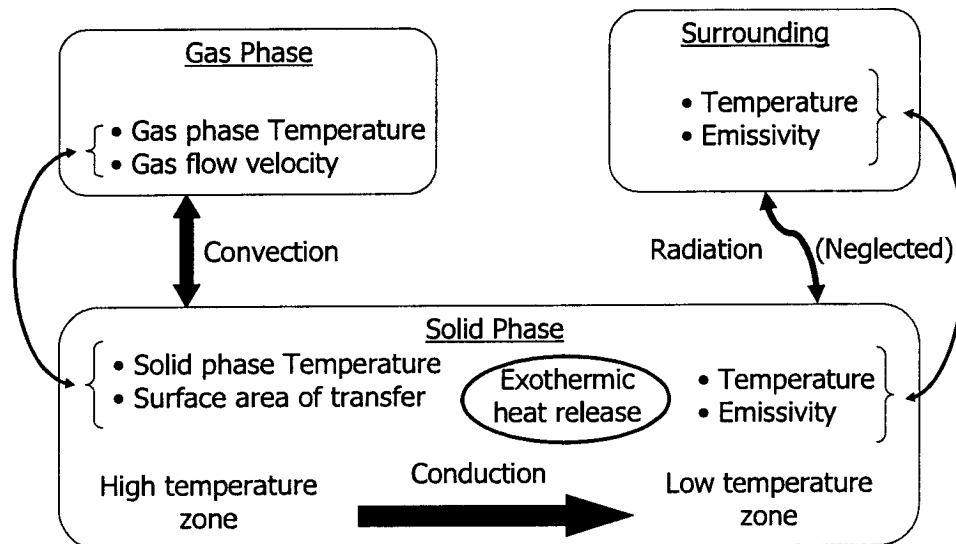 Gas Phase
• Gas phase Temperature
• Gas flow velocity
Surrounding
• Temperature
• Emissivity
Convection
Radiation
(Neglected)
Solid Phase
• Solid phase Temperature
• Surface area of transfer
Exothermic
heat release
• Temperature
• Emissivity
High temperature
zone
Conduction
Low temperature
zone